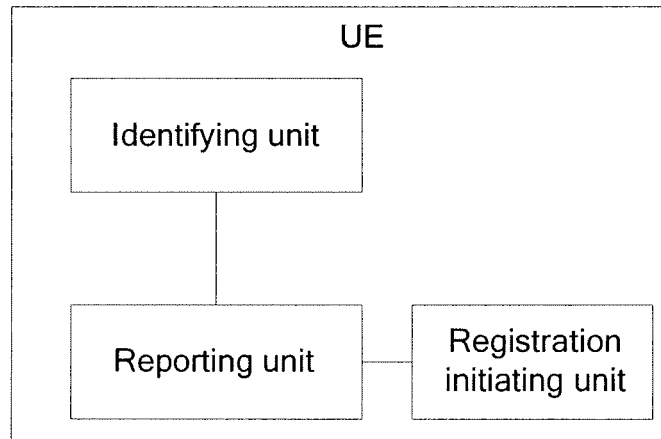 UE
Identifying unit
Reporting unit
Registration
initiating unit